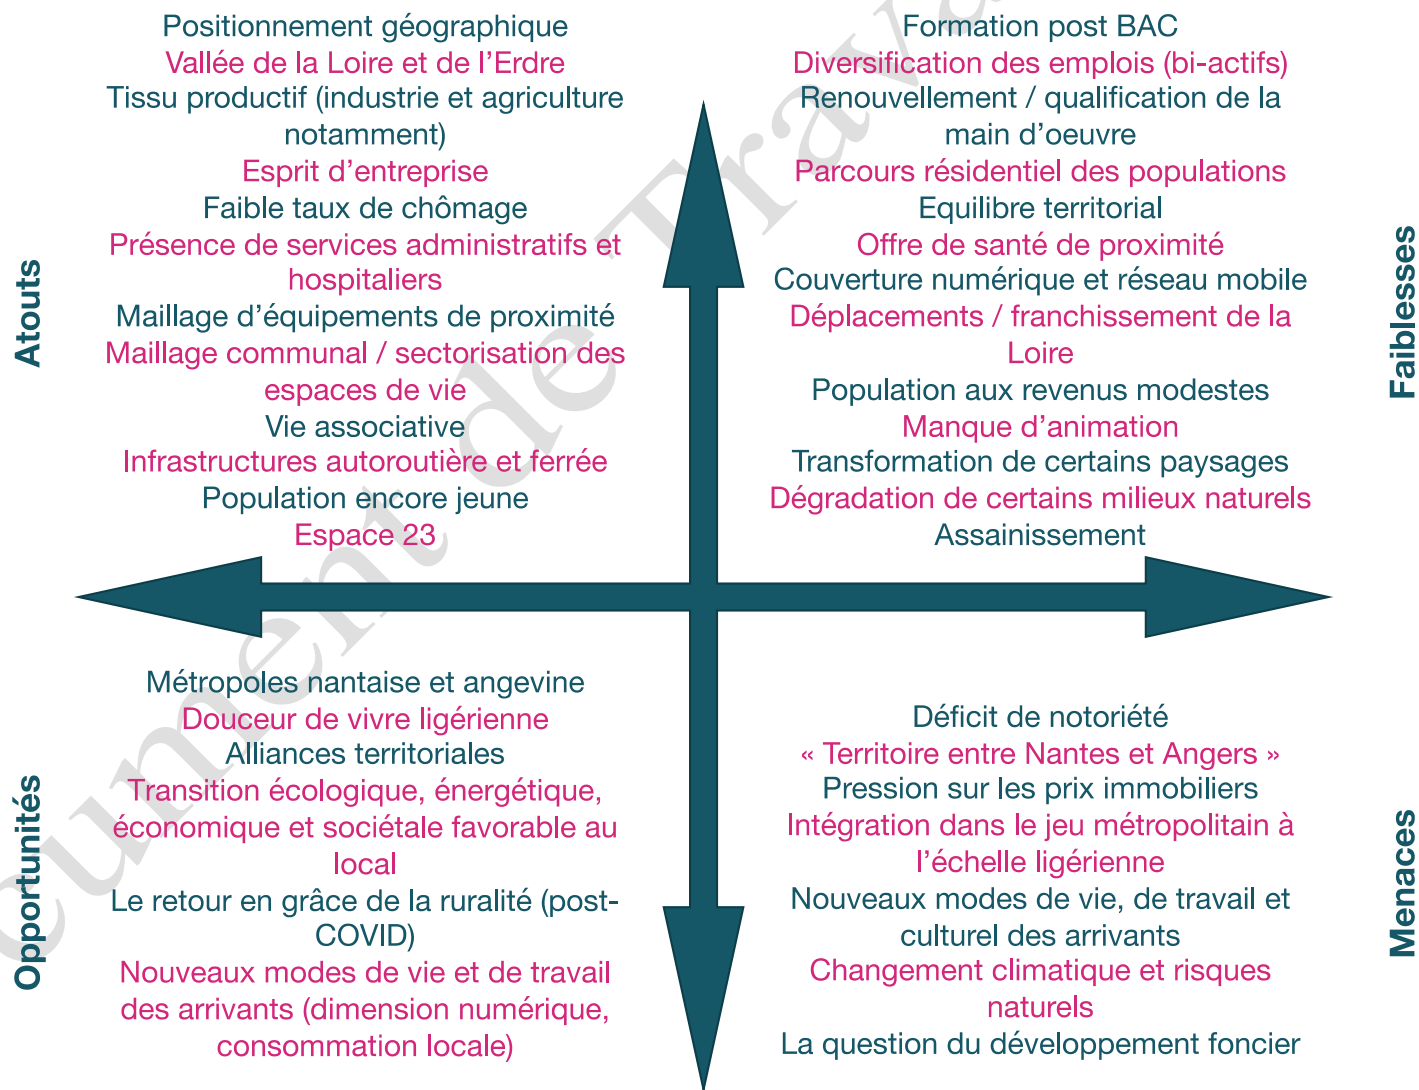 Positionnement géographique
Vallée de la Loire et de l'Erdre
Tissu productif (industrie et agriculture
notamment)
Esprit d'entreprise
Faible taux de chômage
Présence de services administratifs et
hospitaliers
Maillage d'équipements de proximité
Maillage communal / sectorisation des
espaces de vie
Vie associative
Infrastructures autoroutière et ferrée
Population encore jeune
Espace 23
Atouts
Formation post BAC
Diversification des emplois (bi-actifs)
Renouvellement / qualification de la
main d'oeuvre
Parcours résidentiel des populations
Equilibre territorial
Offre de santé de proximité
Couverture numérique et réseau mobile
Déplacements / franchissement de la
Loire
Population aux revenus modestes
Manque d'animation
Transformation de certains paysages
Dégradation de certains milieux naturels
Assainissement
Faiblesses
Métropoles nantaise et angevine
Douceur de vivre ligérienne
Alliances territoriales
Transition écologique, énergétique,
économique et sociétale favorable au
local
Le retour en grâce de la ruralité (post-
COVID)
Nouveaux modes de vie et de travail
des arrivants (dimension numérique,
consommation locale)
Opportunités
Déficit de notoriété
« Territoire entre Nantes et Angers »
Pression sur les prix immobiliers
Intégration dans le jeu métropolitain à
l'échelle ligérienne
Nouveaux modes de vie, de travail et
culturel des arrivants
Changement climatique et risques
naturels
La question du développement foncier
Menaces
cument de Trava